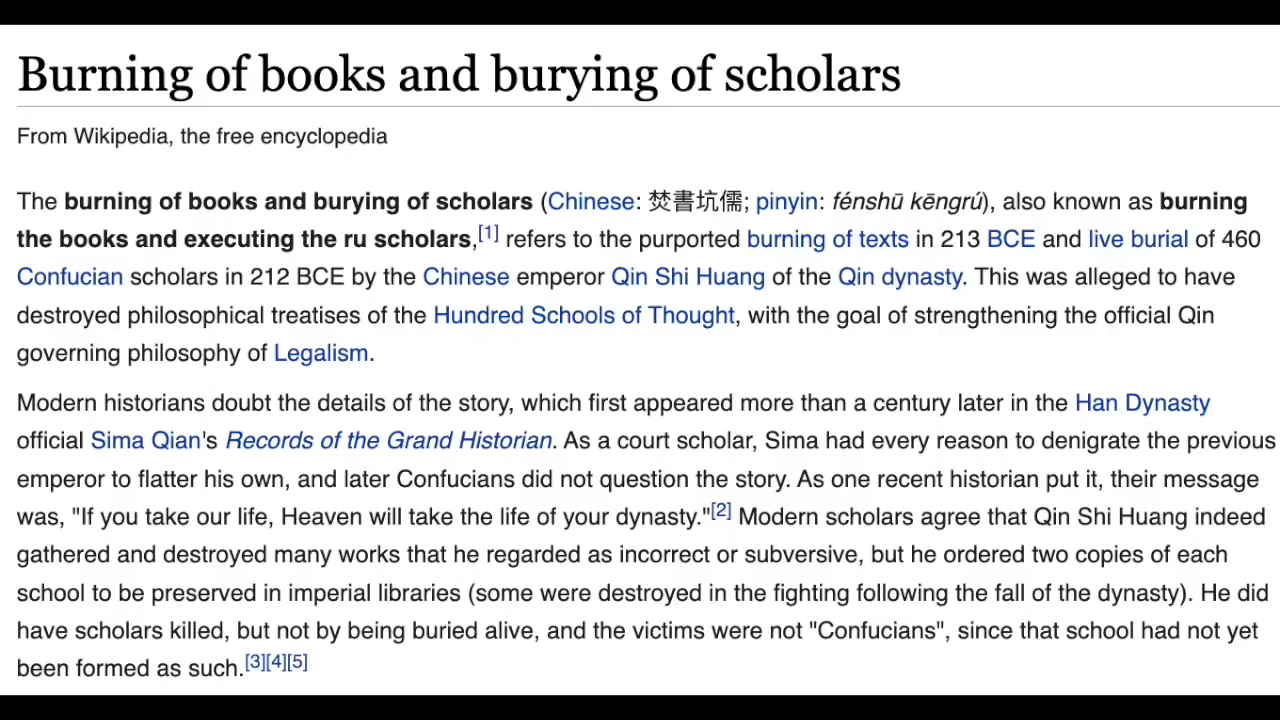 Burning of books and burying of scholars
From Wikipedia, the free encyclopedia
The burning of books and burying of scholars (Chinese: 焚書坑儒; pinyin: fénshū kēngrú), also known as burning
the books and executing the ru scholars,[1] refers to the purported burning of texts in 213 BCE and live burial of 460
Confucian scholars in 212 BCE by the Chinese emperor Qin Shi Huang of the Qin dynasty. This was alleged to have
destroyed philosophical treatises of the Hundred Schools of Thought, with the goal of strengthening the official Qin
governing philosophy of Legalism.
Modern historians doubt the details of the story, which first appeared more than a century later in the Han Dynasty
official Sima Qian's Records of the Grand Historian. As a court scholar, Sima had every reason to denigrate the previous
emperor to flatter his own, and later Confucians did not question the story. As one recent historian put it, their message
was, "If you take our life, Heaven will take the life of your dynasty."[2] Modern scholars agree that Qin Shi Huang indeed
gathered and destroyed many works that he regarded as incorrect or subversive, but he ordered two copies of each
school to be preserved in imperial libraries (some were destroyed in the fighting following the fall of the dynasty). He did
have scholars killed, but not by being buried alive, and the victims were not "Confucians", since that school had not yet
been formed as such.[3][4][5]